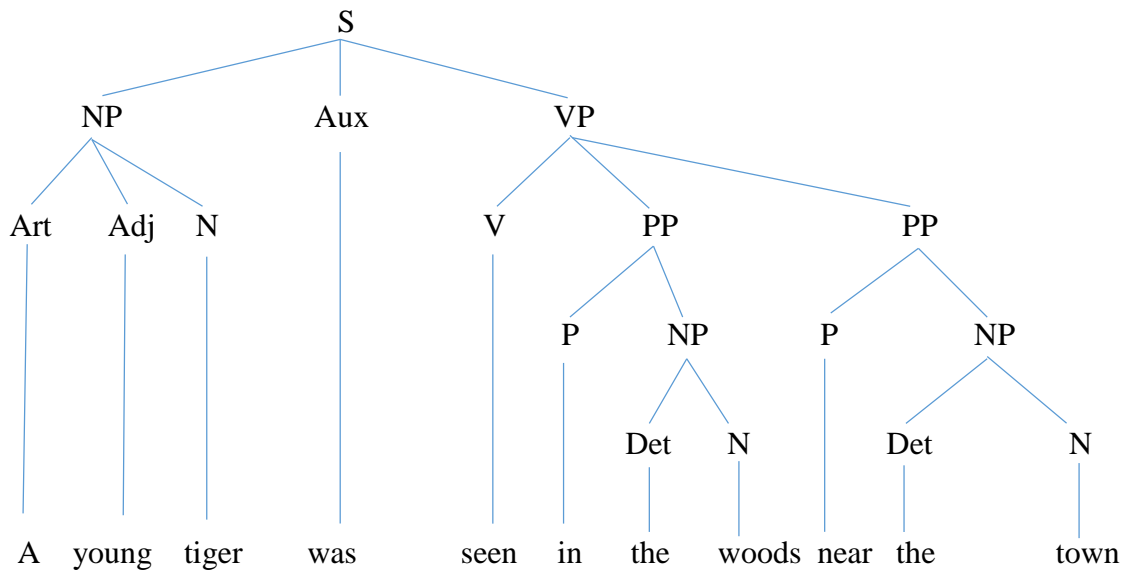 S
NP Aux VP
Art Adj N V PP PP
P NP P NP
Det N Det N
A young tiger was seen in the woods near the town